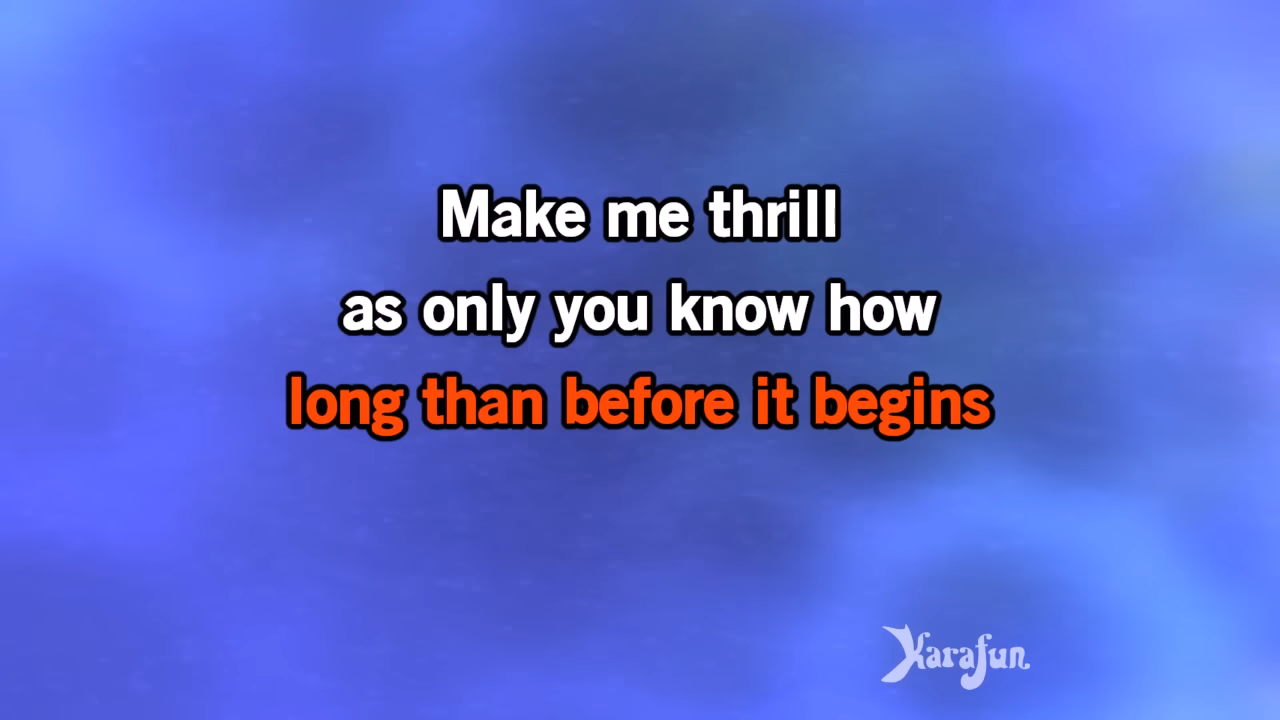 Make me thrill
as only you know how
long than before it begins
Karafun